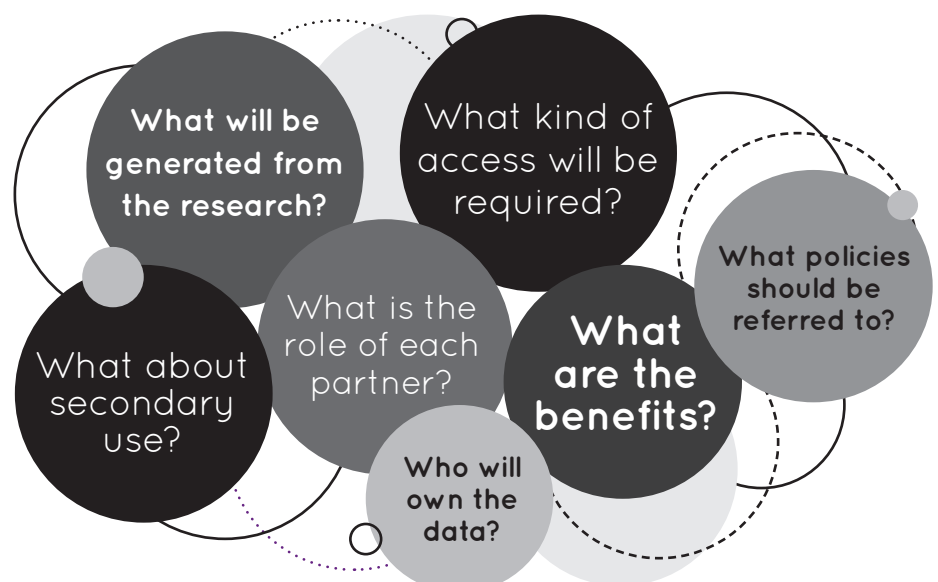 What will be
generated from
the research?
What kind of
access will be
required?
What policies
should be
referred to?
What is the
role of each
partner?
What
are the
benefits?
What about
secondary
use?
Who will
own the
data?